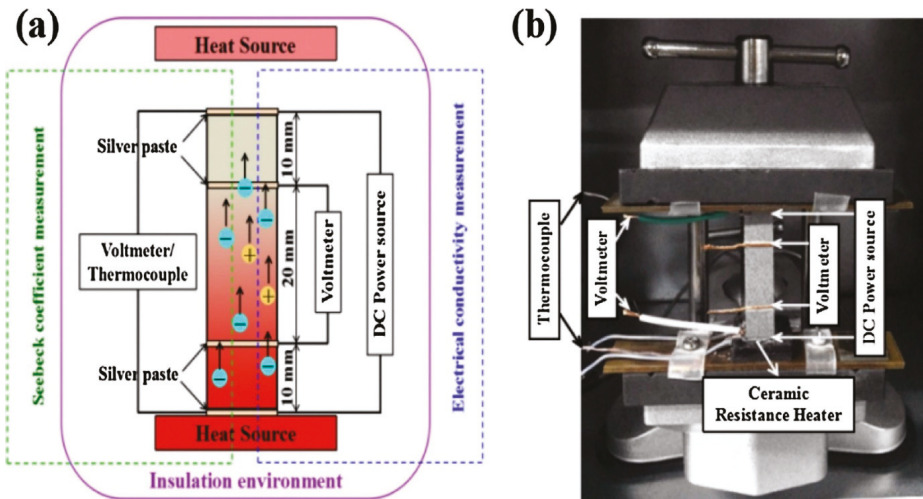 (a)
Heat Source
Seebeck coefficient measurement
Silver paste
Voltmeter/
Thermocouple
Silver paste
10 mm
20 mm
10 mm
Voltmeter
DC Power source
Electrical conductivity measurement
Heat Source
Insulation environment
(b)
Thermocouple
Voltmeter
Voltmeter
DC Power source
Ceramic
Resistance Heater